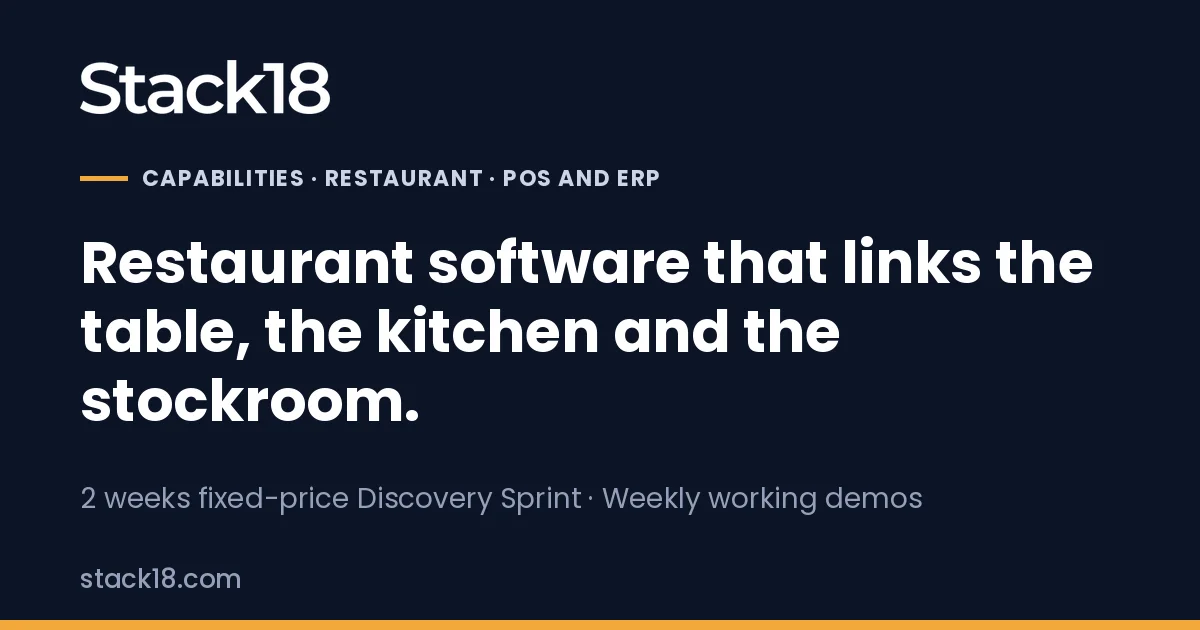 Stack18
CAPABILITIES · RESTAURANT · POS AND ERP
Restaurant software that links the
table, the kitchen and the
stockroom.
2 weeks fixed-price Discovery Sprint · Weekly working demos
stack18.com